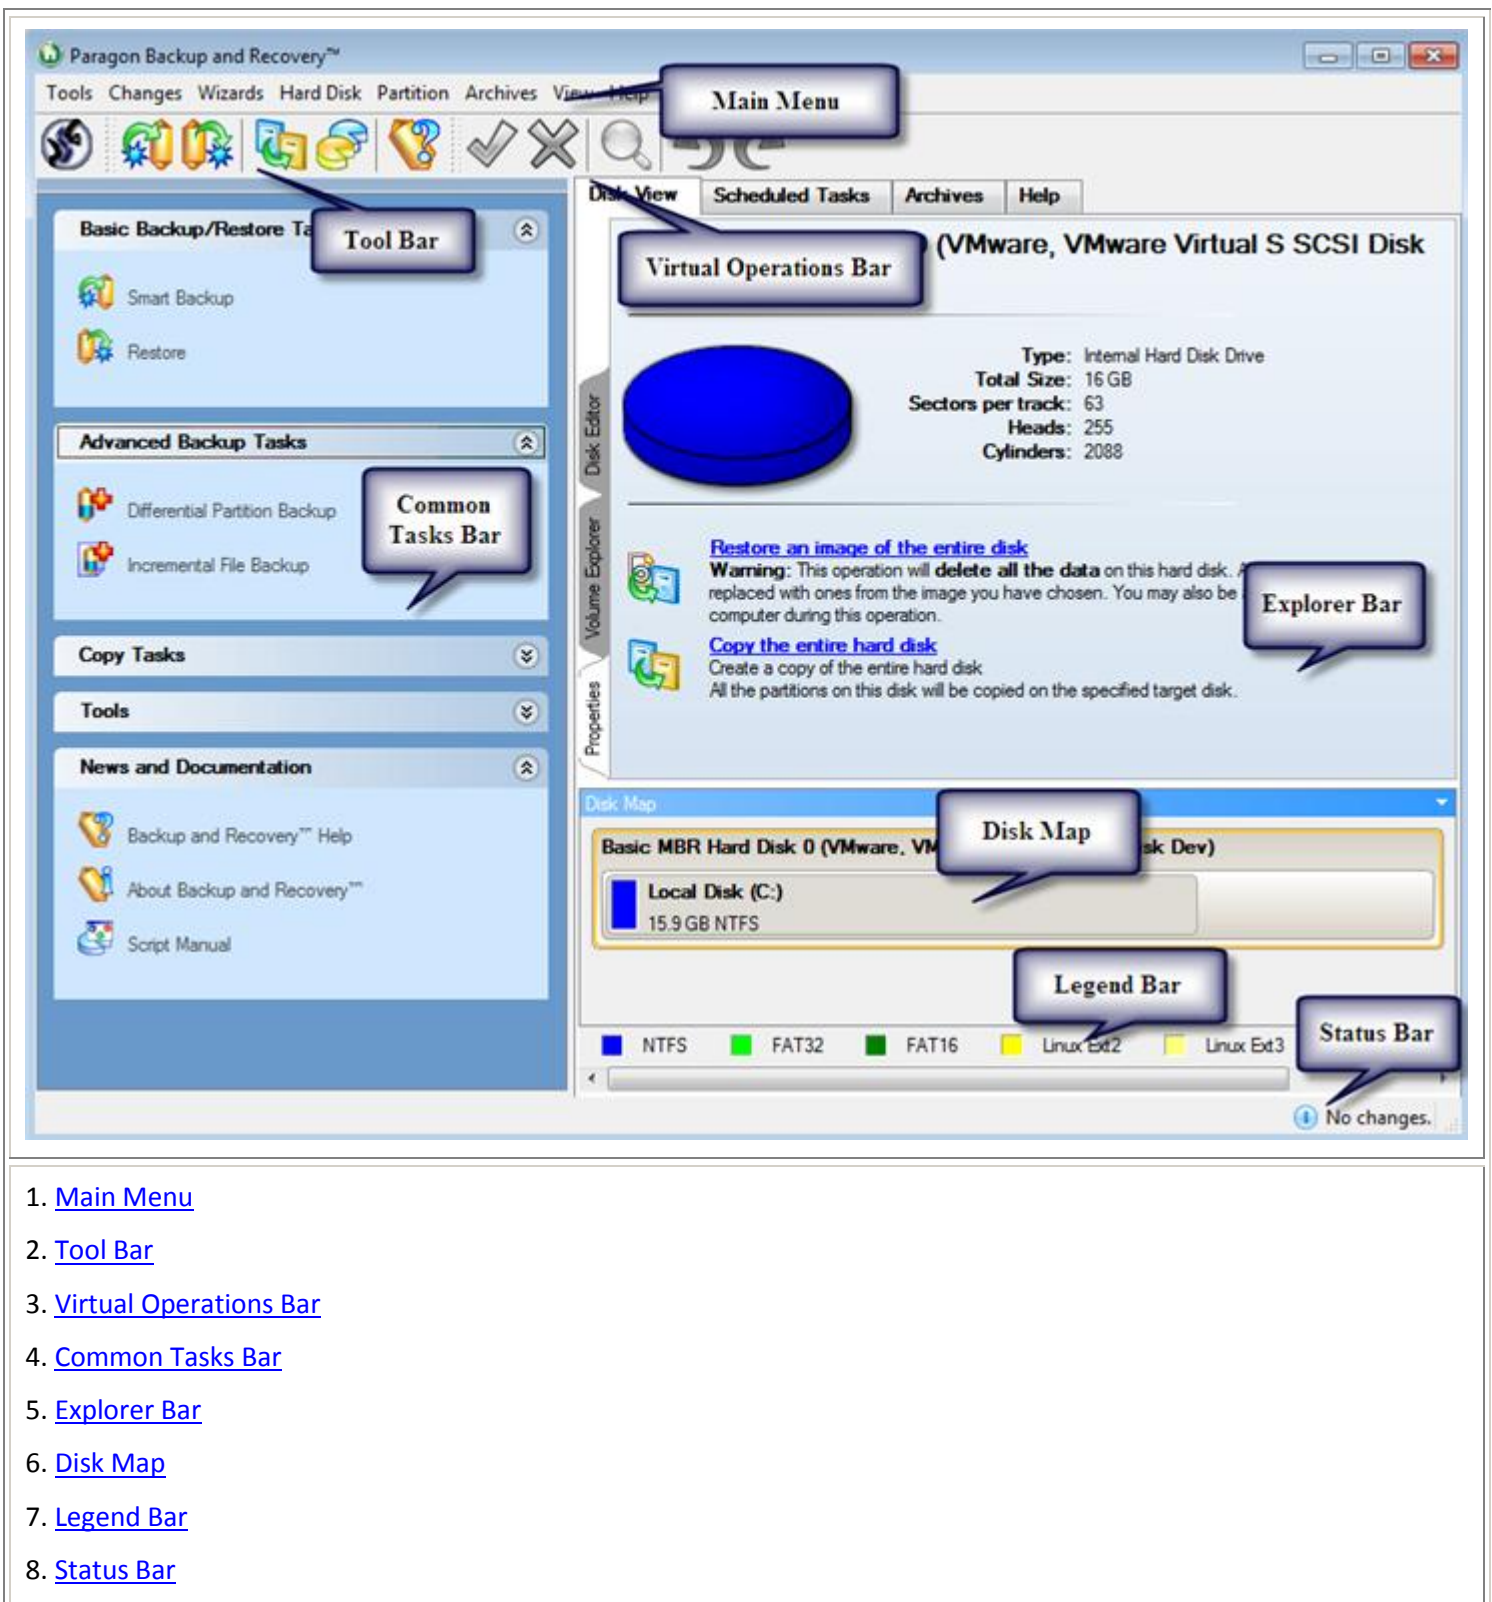 Paragon Backup and Recovery™
Tools Changes Wizards Hard Disk Partition Archives View Help
Main Menu
Tool Bar
Virtual Operations Bar
Basic Backup/Restore
Smart Backup
Restore
Advanced Backup Tasks
Differential Partition Backup
Incremental File Backup
Common
Tasks Bar
Copy Tasks
Tools
News and Documentation
Backup and Recovery™ Help
About Backup and Recovery™
Script Manual
Disk View Scheduled Tasks Archives Help
(VMware, VMware Virtual S SCSI Disk
Disk Editor
Volume Explorer
Properties
Type: Internal Hard Disk Drive
Total Size: 16 GB
Sectors per track: 63
Heads: 255
Cylinders: 2088
Restore an image of the entire disk
Warning: This operation will delete all the data on this hard disk.
replaced with ones from the image you have chosen. You may also be
computer during this operation.
Explorer Bar
Copy the entire hard disk
Create a copy of the entire hard disk
All the partitions on this disk will be copied on the specified target disk.
Disk Map
Disk Map
Basic MBR Hard Disk 0 (VMware, Dev)
Local Disk (C:)
15.9 GB NTFS
Legend Bar
NTFS FAT32 FAT16 Linux Ext2 Linux Ext3
Status Bar
No changes.
1. Main Menu
2. Tool Bar
3. Virtual Operations Bar
4. Common Tasks Bar
5. Explorer Bar
6. Disk Map
7. Legend Bar
8. Status Bar